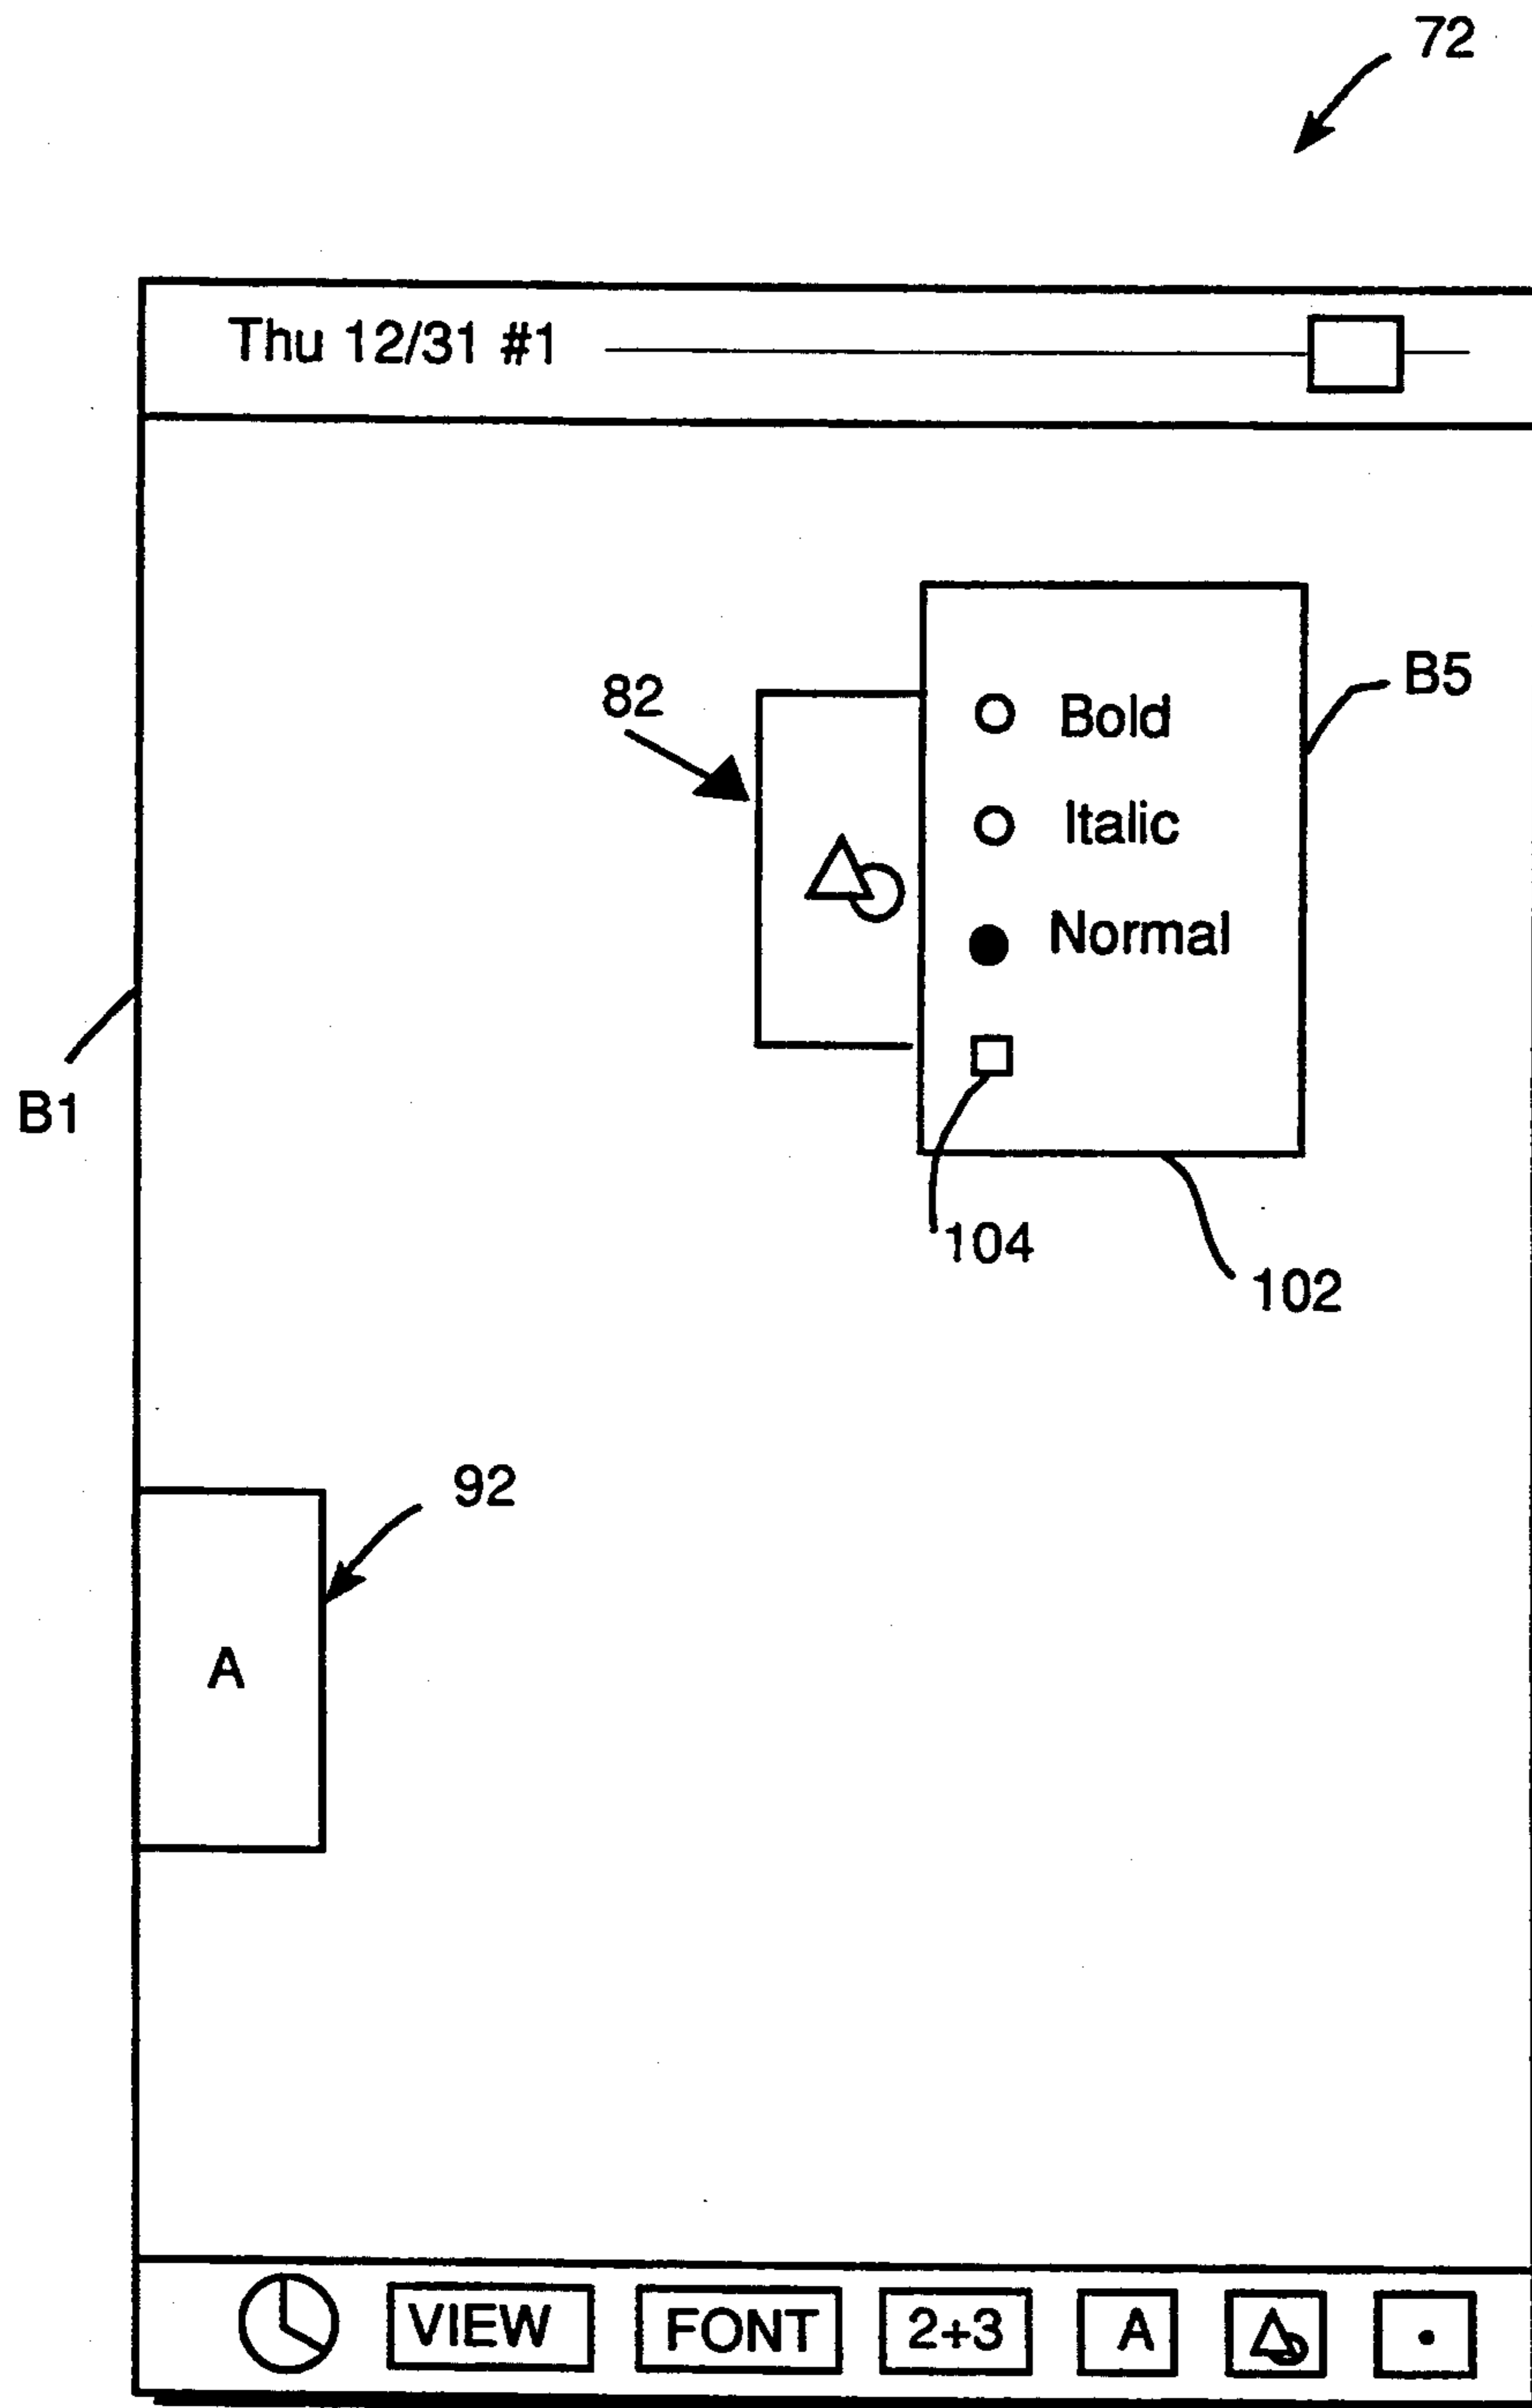 72
Thu 12/31 #1
82
Bold
B5
Italic
Normal
B1
104
102
92
A
VIEW
FONT
2+3
A